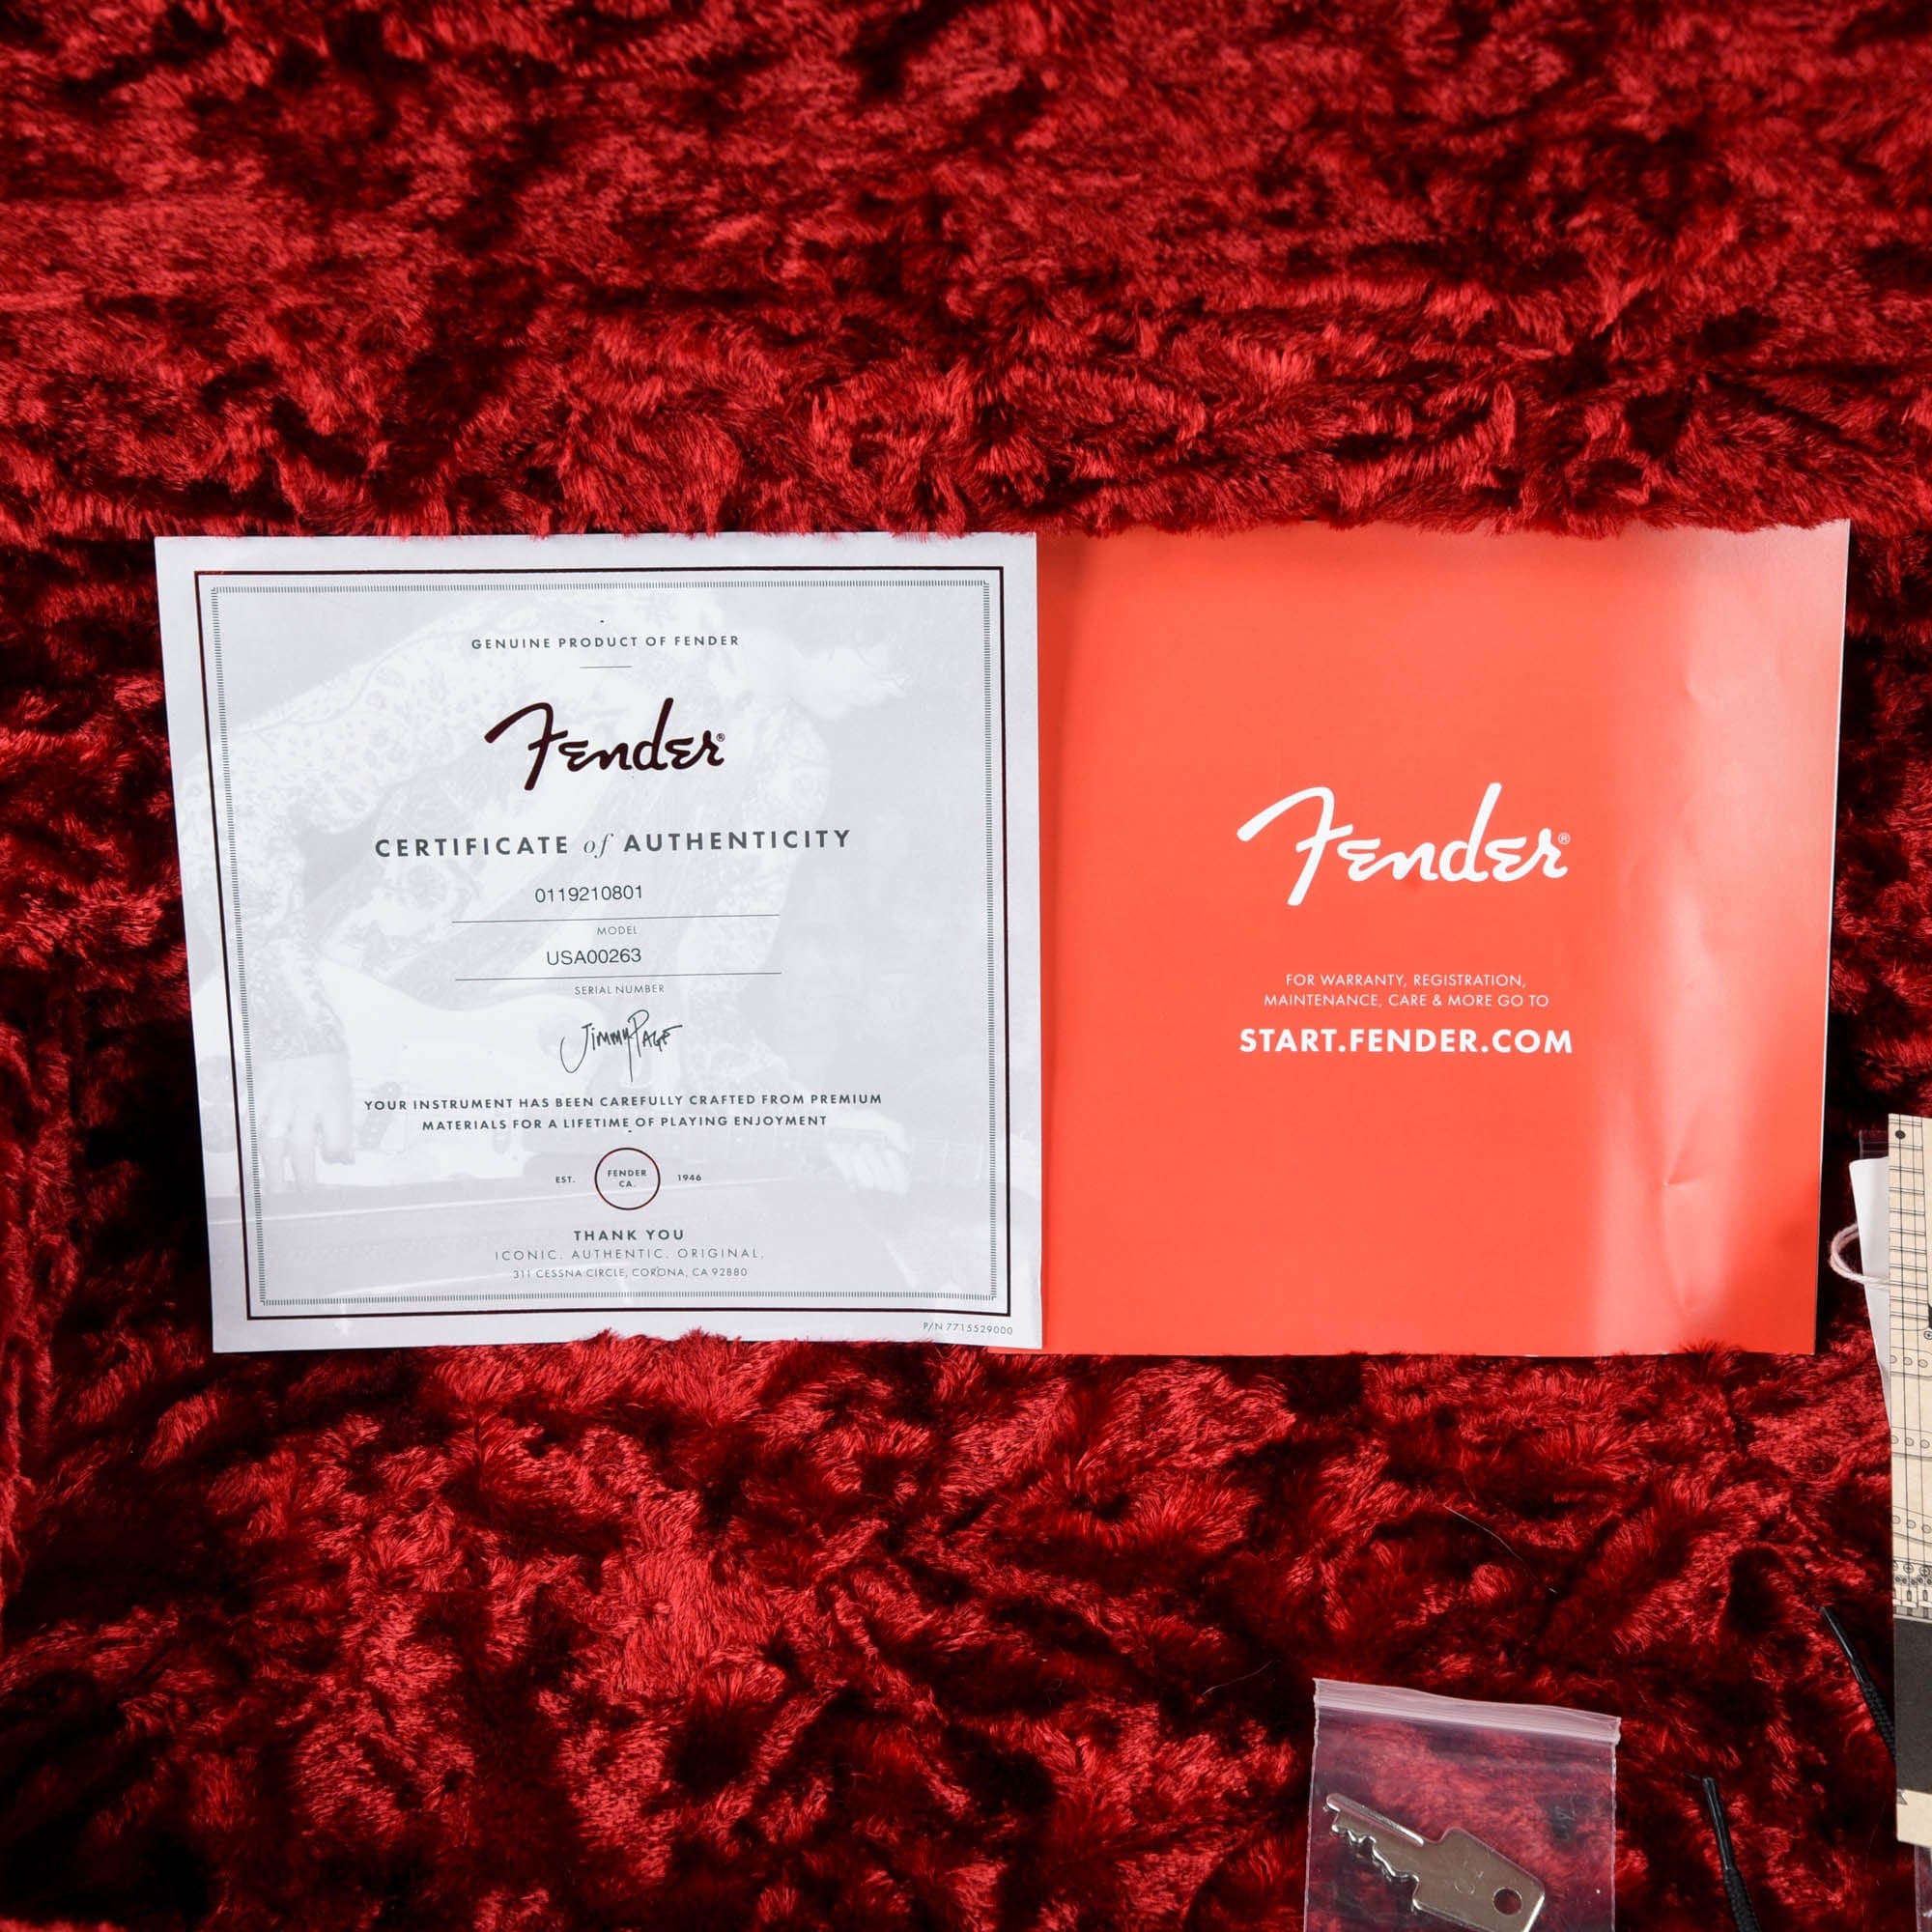 GENUINE PRODUCT OF FENDER
Fender®
CERTIFICATE of AUTHENTICITY
0119210801
MODEL
USA00263
SERIAL NUMBER
JIMMY PAGE
YOUR INSTRUMENT HAS BEEN CAREFULLY CRAFTED FROM PREMIUM
MATERIALS FOR A LIFETIME OF PLAYING ENJOYMENT
EST. FENDER CA. 1946
THANK YOU
ICONIC. AUTHENTIC. ORIGINAL.
311 CESSNA CIRCLE, CORONA, CA 92880
P/N 7715529000
Fender®
FOR WARRANTY, REGISTRATION,
MAINTENANCE, CARE & MORE GO TO
START.FENDER.COM